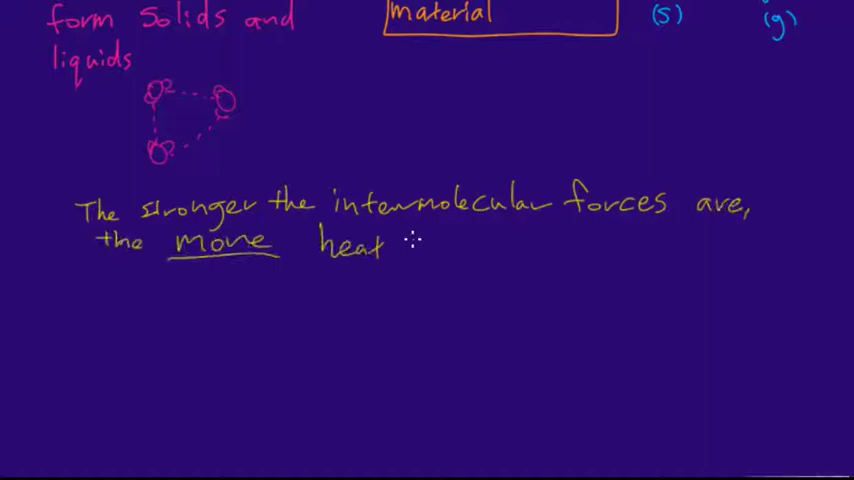 form solids and
liquids
material
(s)
(g)
The stronger the intermolecular forces are,
the more heat